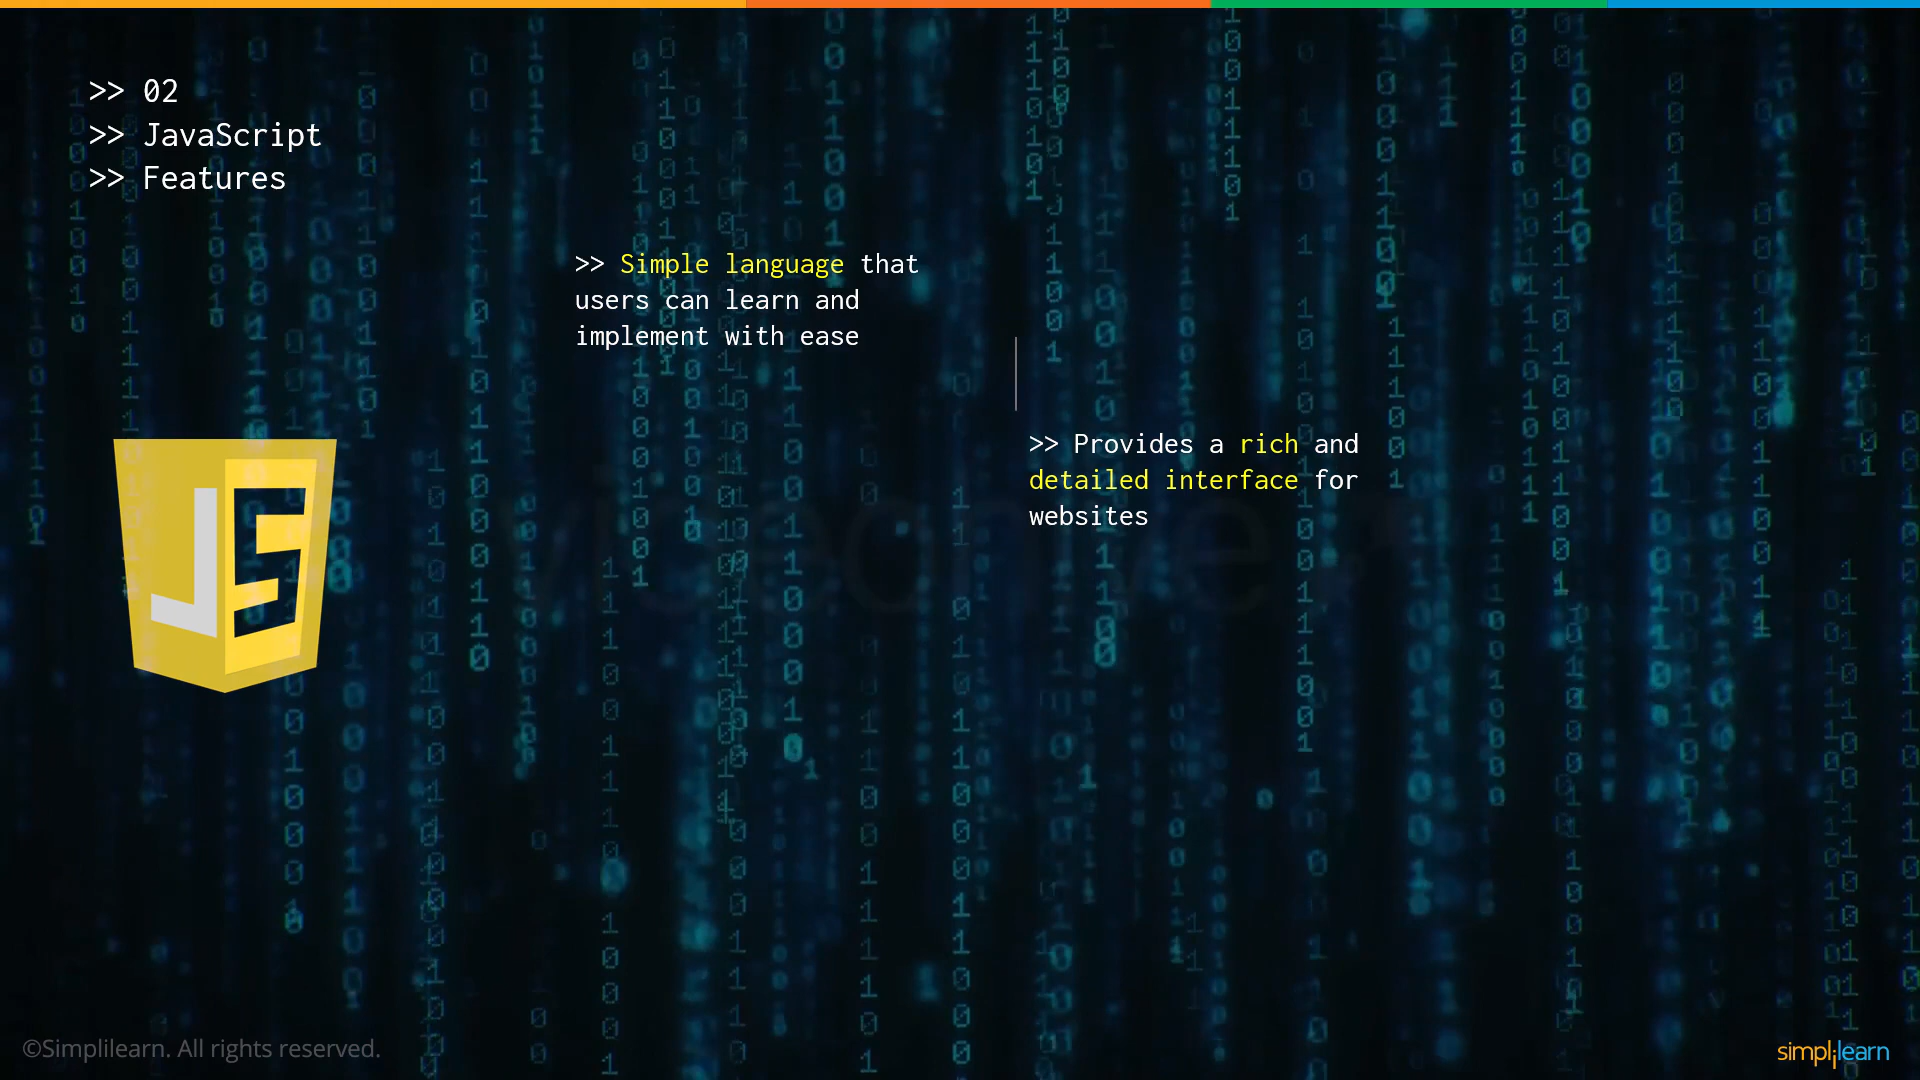 >> 02
>> JavaScript
>> Features
>> Simple language that
users can learn and
implement with ease
>> Provides a rich and
detailed interface for
websites
JS
©Simplilearn. All rights reserved.
simplilearn